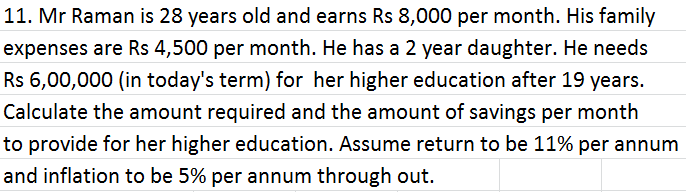 11. Mr Raman is 28 years old and earns Rs 8,000 per month. His family
expenses are Rs 4,500 per month. He has a 2 year daughter. He needs
Rs 6,00,000 (in today's term) for her higher education after 19 years.
Calculate the amount required and the amount of savings per month
to provide for her higher education. Assume return to be 11% per annum
and inflation to be 5% per annum through out.